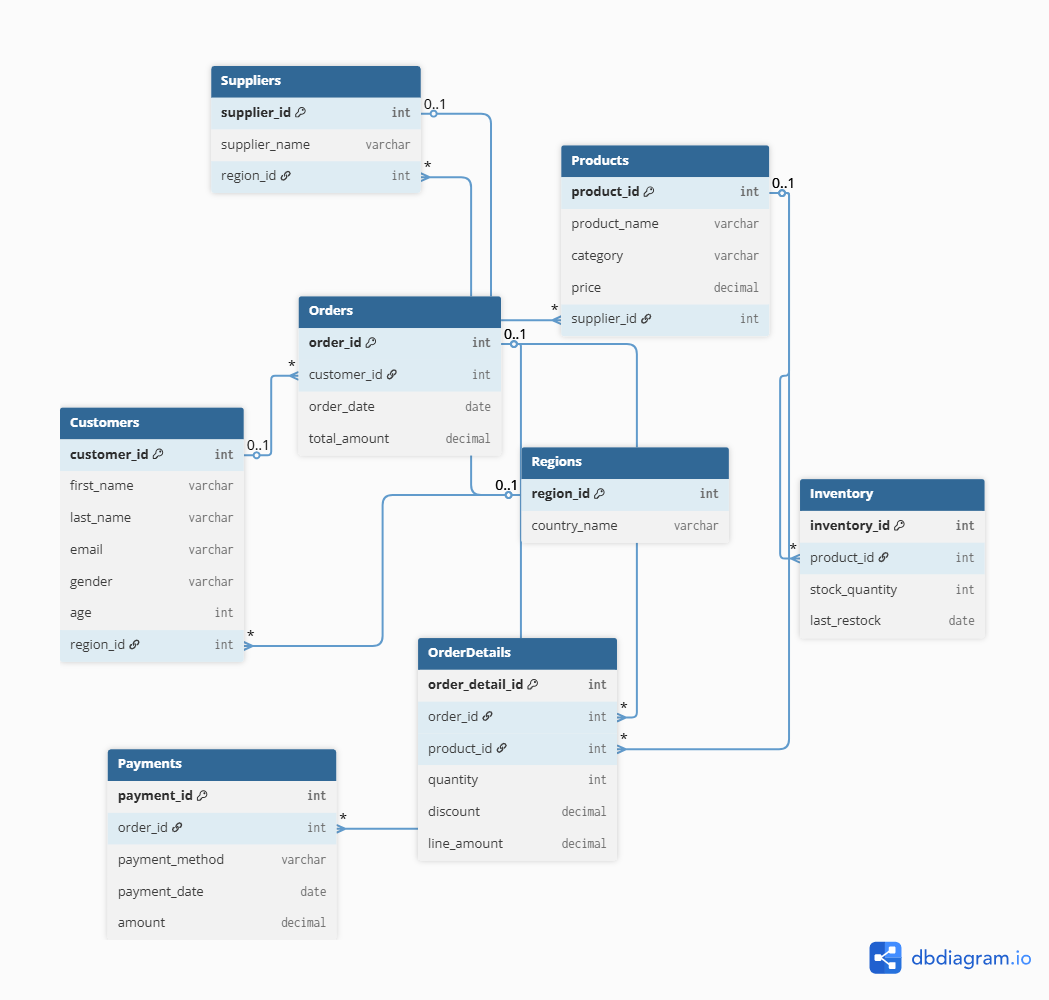 Suppliers
supplier_id int
supplier_name varchar
region_id int
0..1
*
Products
product_id int
product_name varchar
category varchar
price decimal
supplier_id int
0..1
*
Orders
order_id int
customer_id int
order_date date
total_amount decimal
0..1
*
Customers
customer_id int
first_name varchar
last_name varchar
email varchar
gender varchar
age int
region_id int
0..1
*
Regions
region_id int
country_name varchar
0..1
Inventory
inventory_id int
product_id int
stock_quantity int
last_restock date
*
OrderDetails
order_detail_id int
order_id int
product_id int
quantity int
discount decimal
line_amount decimal
*
*
Payments
payment_id int
order_id int
payment_method varchar
payment_date date
amount decimal
*
dbdiagram.io